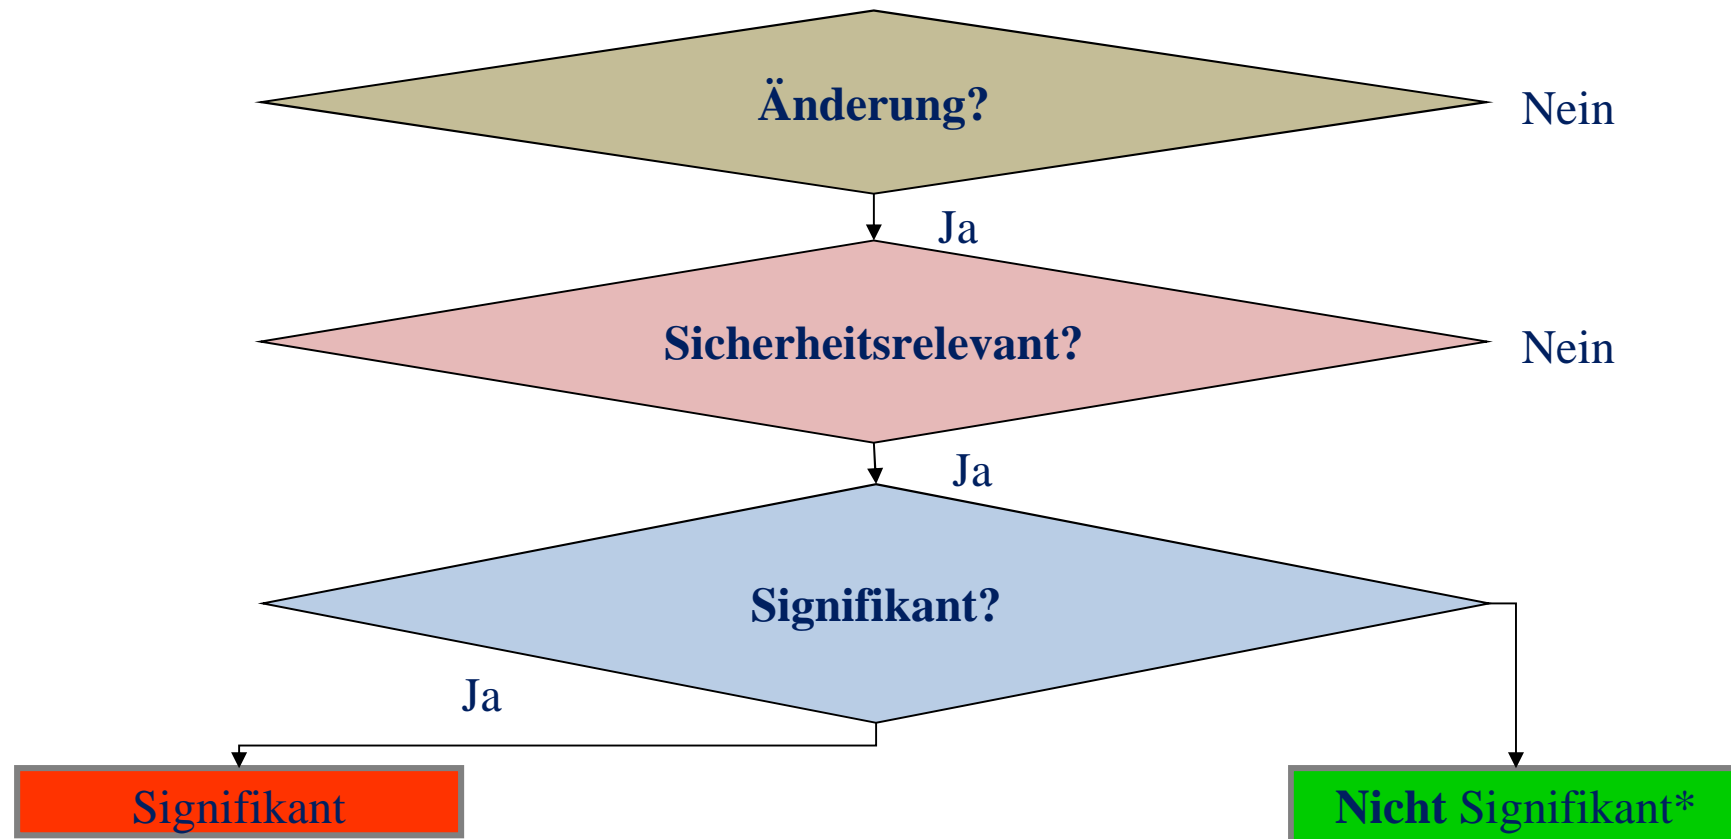 Änderung?
Nein
Ja
Sicherheitsrelevant?
Nein
Ja
Signifikant?
Ja
Signifikant
Nicht Signifikant*